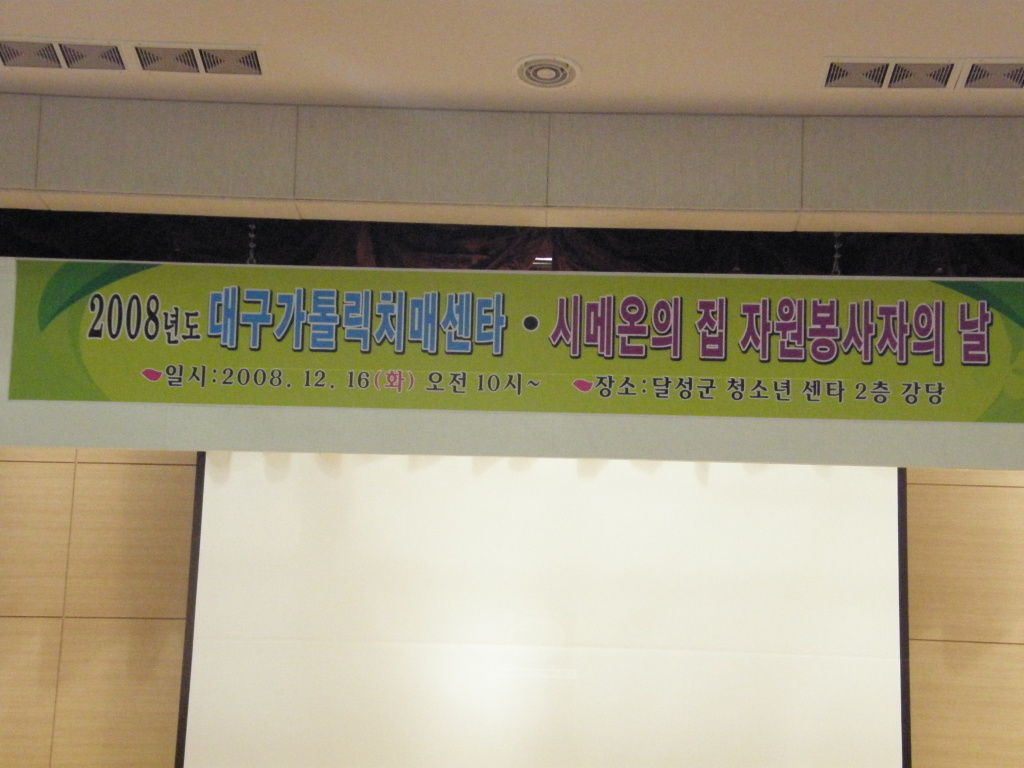 2008년도 대구가톨릭치매센타 • 시메온의 집 자원봉사자의 날
일시:2008. 12. 16(화) 오전 10시~ 장소:달성군 청소년 센타 2층 강당